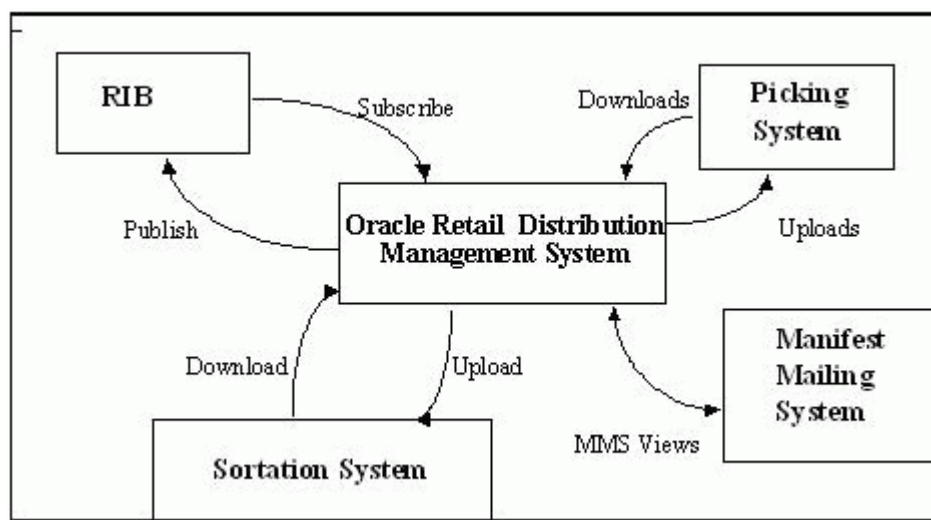 RIB
Subscribe
Publish
Downloads
Picking
System
Uploads
Oracle Retail Distribution
Management System
Download
Upload
Sortation System
Manifest
Mailing
System
MMS Views